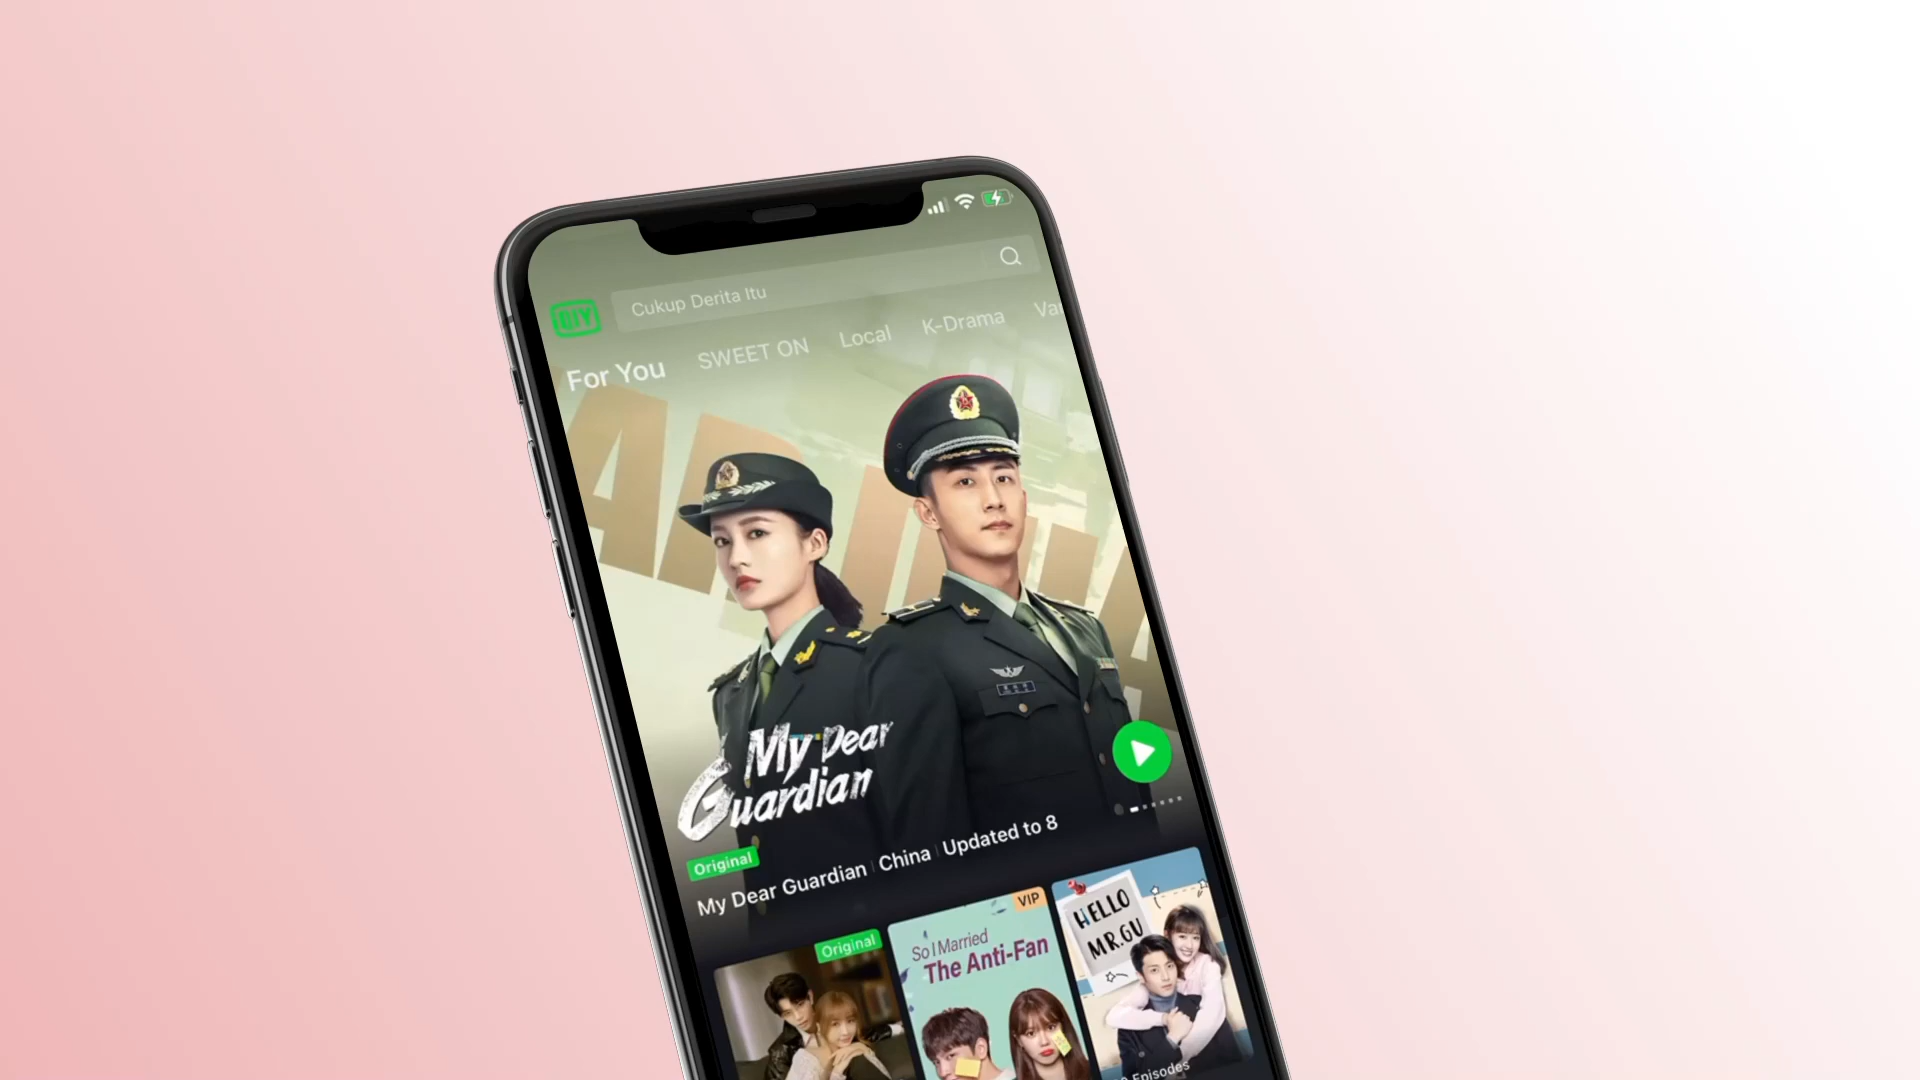 iQIYI
Cukup Derita Itu
For You SWEET ON Local K-Drama Var
My Dear
Guardian
Original
My Dear Guardian | China | Updated to 8
Original
So I Married
The Anti-Fan
VIP
HELLO
MR.GU
Episodes